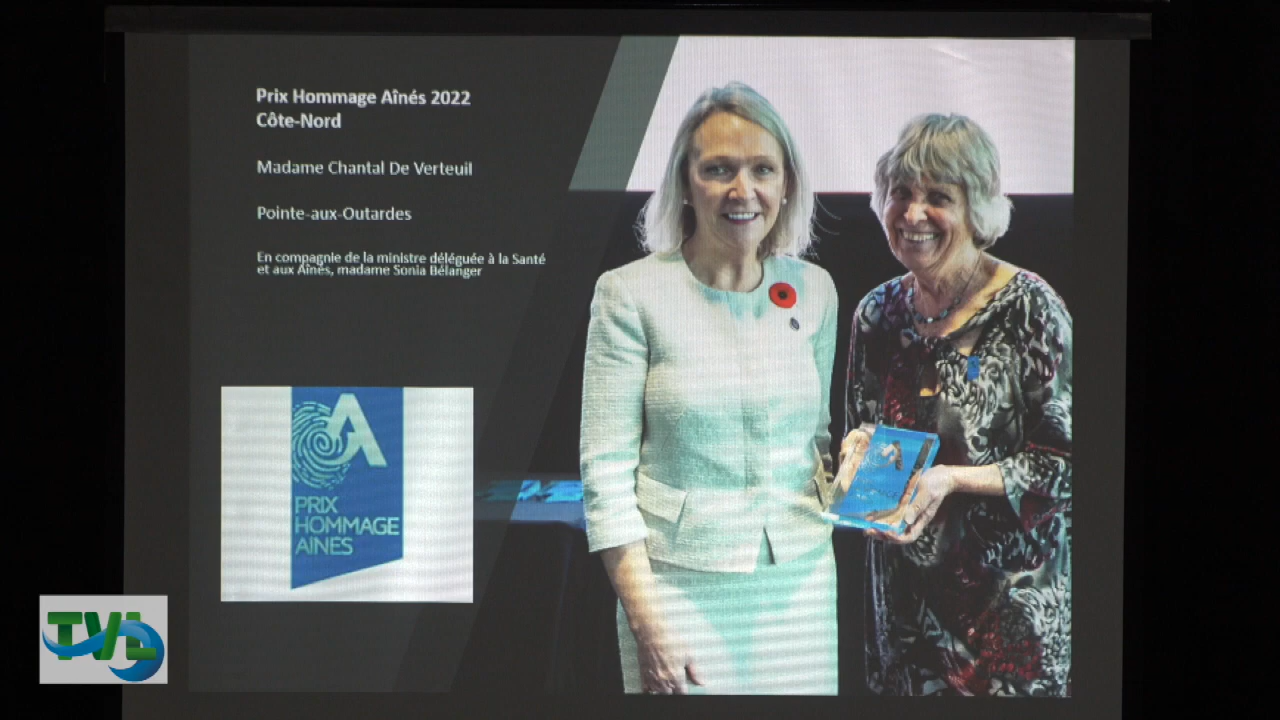 Prix Hommage Aînés 2022
Côte-Nord
Madame Chantal De Verteuil
Pointe-aux-Outardes
En compagnie de la ministre déléguée à la Santé
et aux Aînés, madame Sonia Bélanger
A
PRIX
HOMMAGE
AÎNÉS
TVL